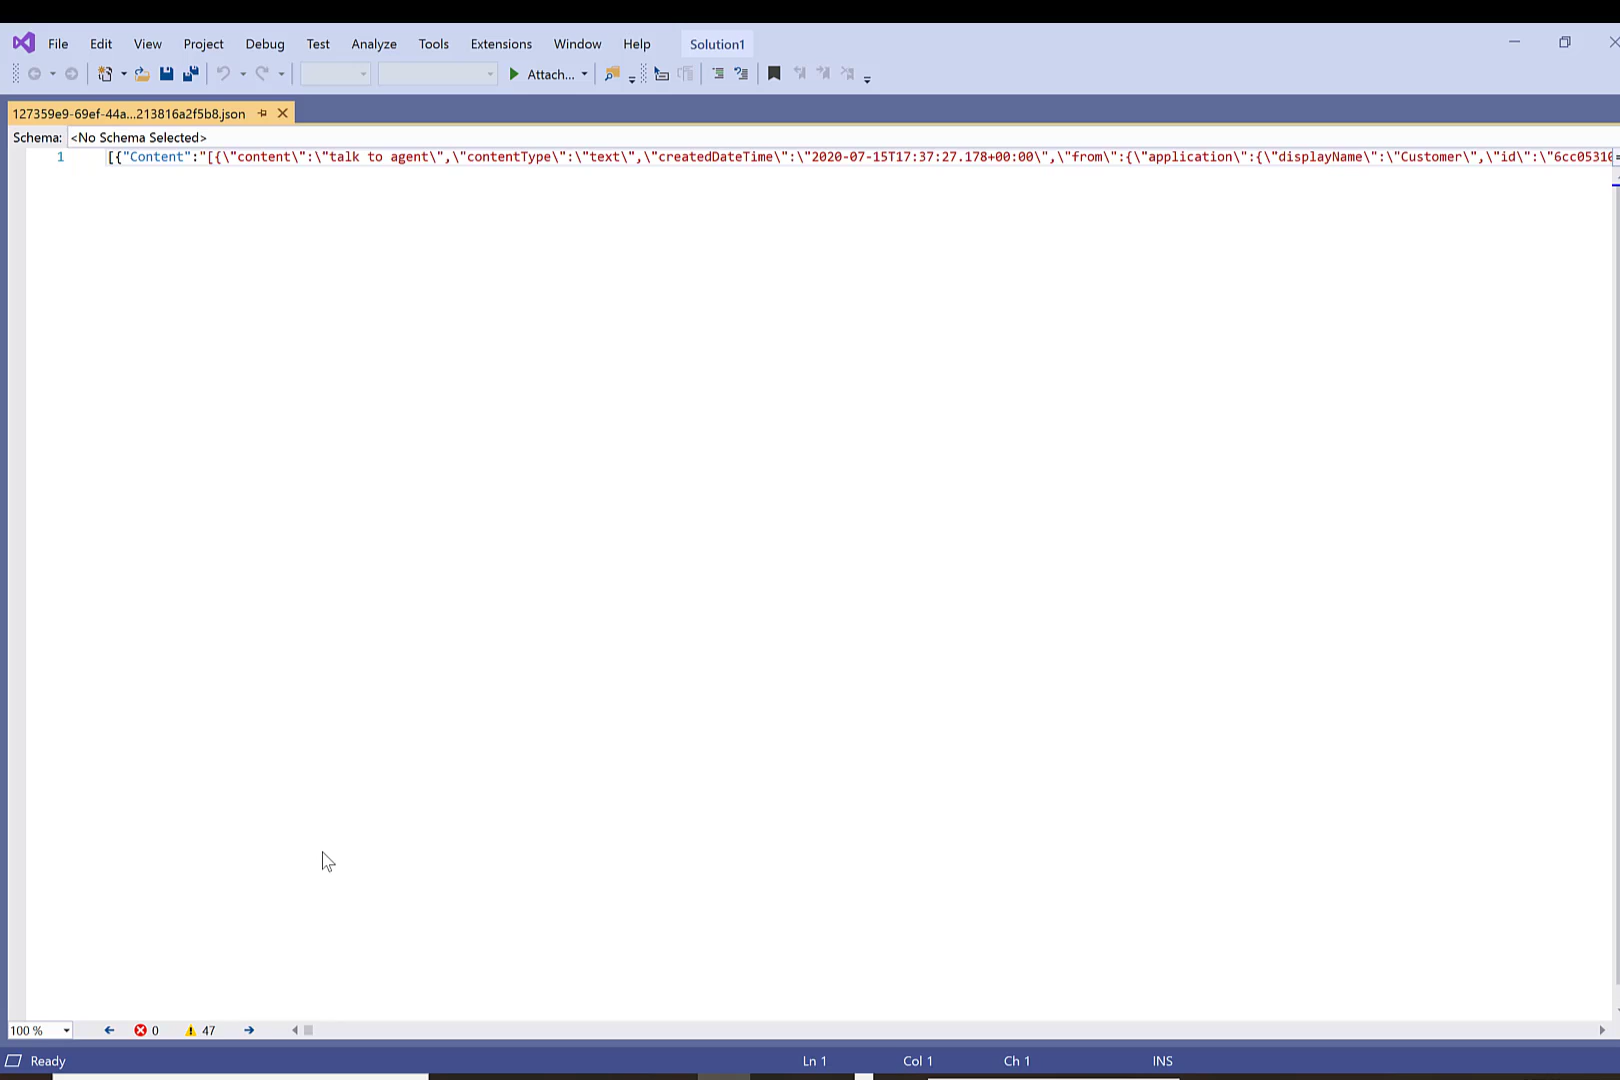 File Edit View Project Debug Test Analyze Tools Extensions Window Help Solution1
Attach...
127359e9-69ef-44a...213816a2f5b8.json
Schema: <No Schema Selected>
1 [{"Content":"[{\"content\":\"talk to agent\",\"contentType\":\"text\",\"createdDateTime\":\"2020-07-15T17:37:27.178+00:00\",\"from\":{\"application\":{\"displayName\":\"Customer\",\"id\":\"6cc0531
100 % 0 47
Ready Ln 1 Col 1 Ch 1 INS